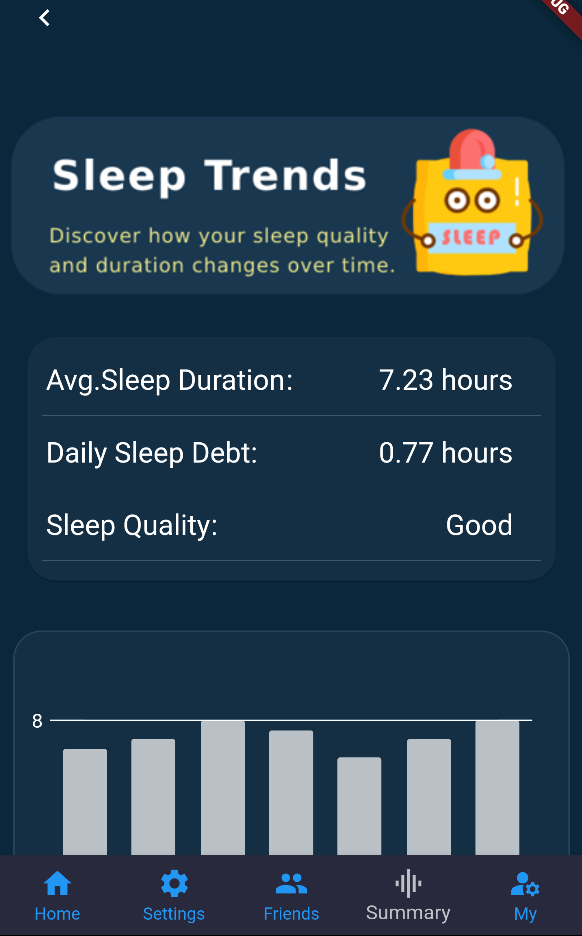 Sleep Trends
Discover how your sleep quality
and duration changes over time.
SLEEP
Avg.Sleep Duration: 7.23 hours
Daily Sleep Debt: 0.77 hours
Sleep Quality: Good
8
Home Settings Friends Summary My